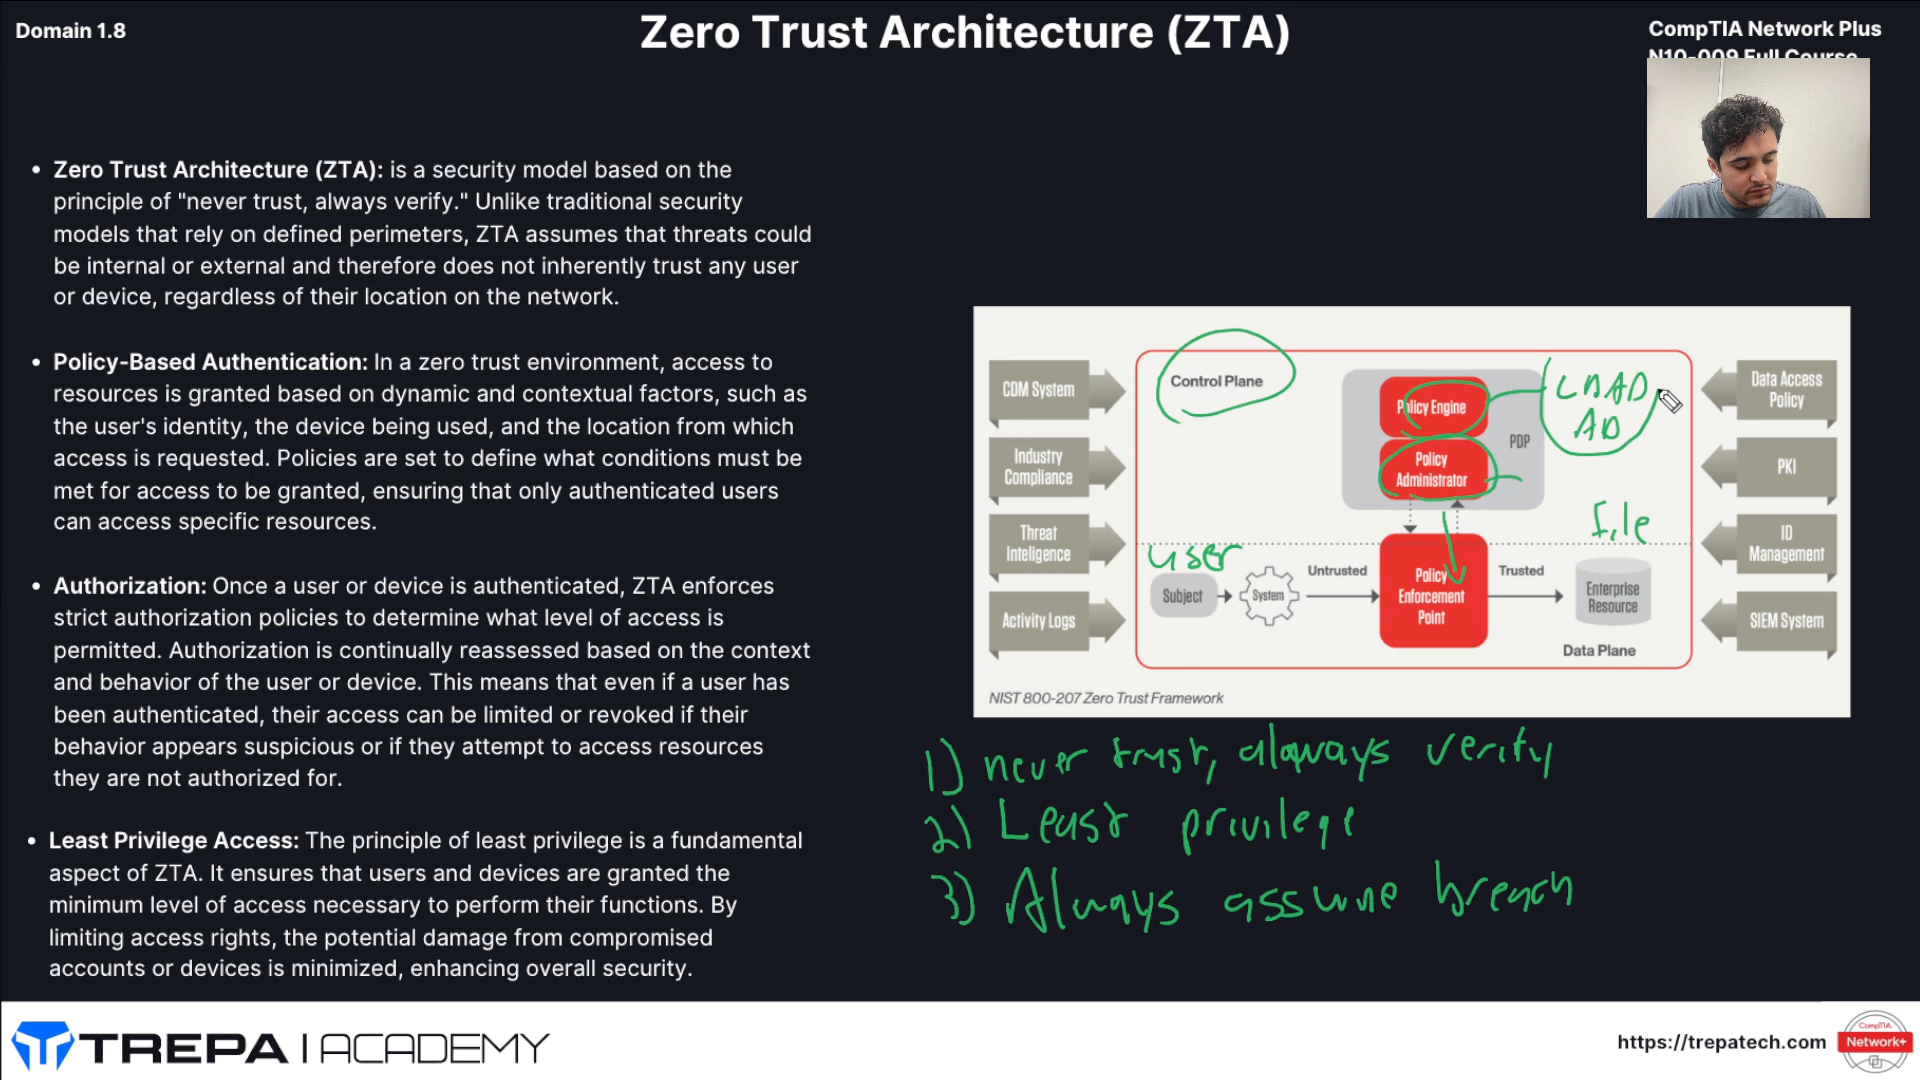 Domain 1.8
Zero Trust Architecture (ZTA)
CompTIA Network Plus
N10-009 Full Course
• Zero Trust Architecture (ZTA): is a security model based on the
principle of "never trust, always verify." Unlike traditional security
models that rely on defined perimeters, ZTA assumes that threats could
be internal or external and therefore does not inherently trust any user
or device, regardless of their location on the network.
• Policy-Based Authentication: In a zero trust environment, access to
resources is granted based on dynamic and contextual factors, such as
the user's identity, the device being used, and the location from which
access is requested. Policies are set to define what conditions must be
met for access to be granted, ensuring that only authenticated users
can access specific resources.
• Authorization: Once a user or device is authenticated, ZTA enforces
strict authorization policies to determine what level of access is
permitted. Authorization is continually reassessed based on the context
and behavior of the user or device. This means that even if a user has
been authenticated, their access can be limited or revoked if their
behavior appears suspicious or if they attempt to access resources
they are not authorized for.
• Least Privilege Access: The principle of least privilege is a fundamental
aspect of ZTA. It ensures that users and devices are granted the
minimum level of access necessary to perform their functions. By
limiting access rights, the potential damage from compromised
accounts or devices is minimized, enhancing overall security.
CDM System
Industry
Compliance
Threat
Inteligence
Activity Logs
Control Plane
Policy Engine
Policy
Administrator
PDP
AD
user
file
Subject
System
Untrusted
Policy
Enforcement
Point
Trusted
Enterprise
Resource
Data Plane
Data Access
Policy
PKI
ID
Management
SIEM System
NIST 800-207 Zero Trust Framework
1) never trust, always verify
2) Least privilege
3) Always assume breach
TREPA | ACADEMY
https://trepatech.com
CompTIA
Network+